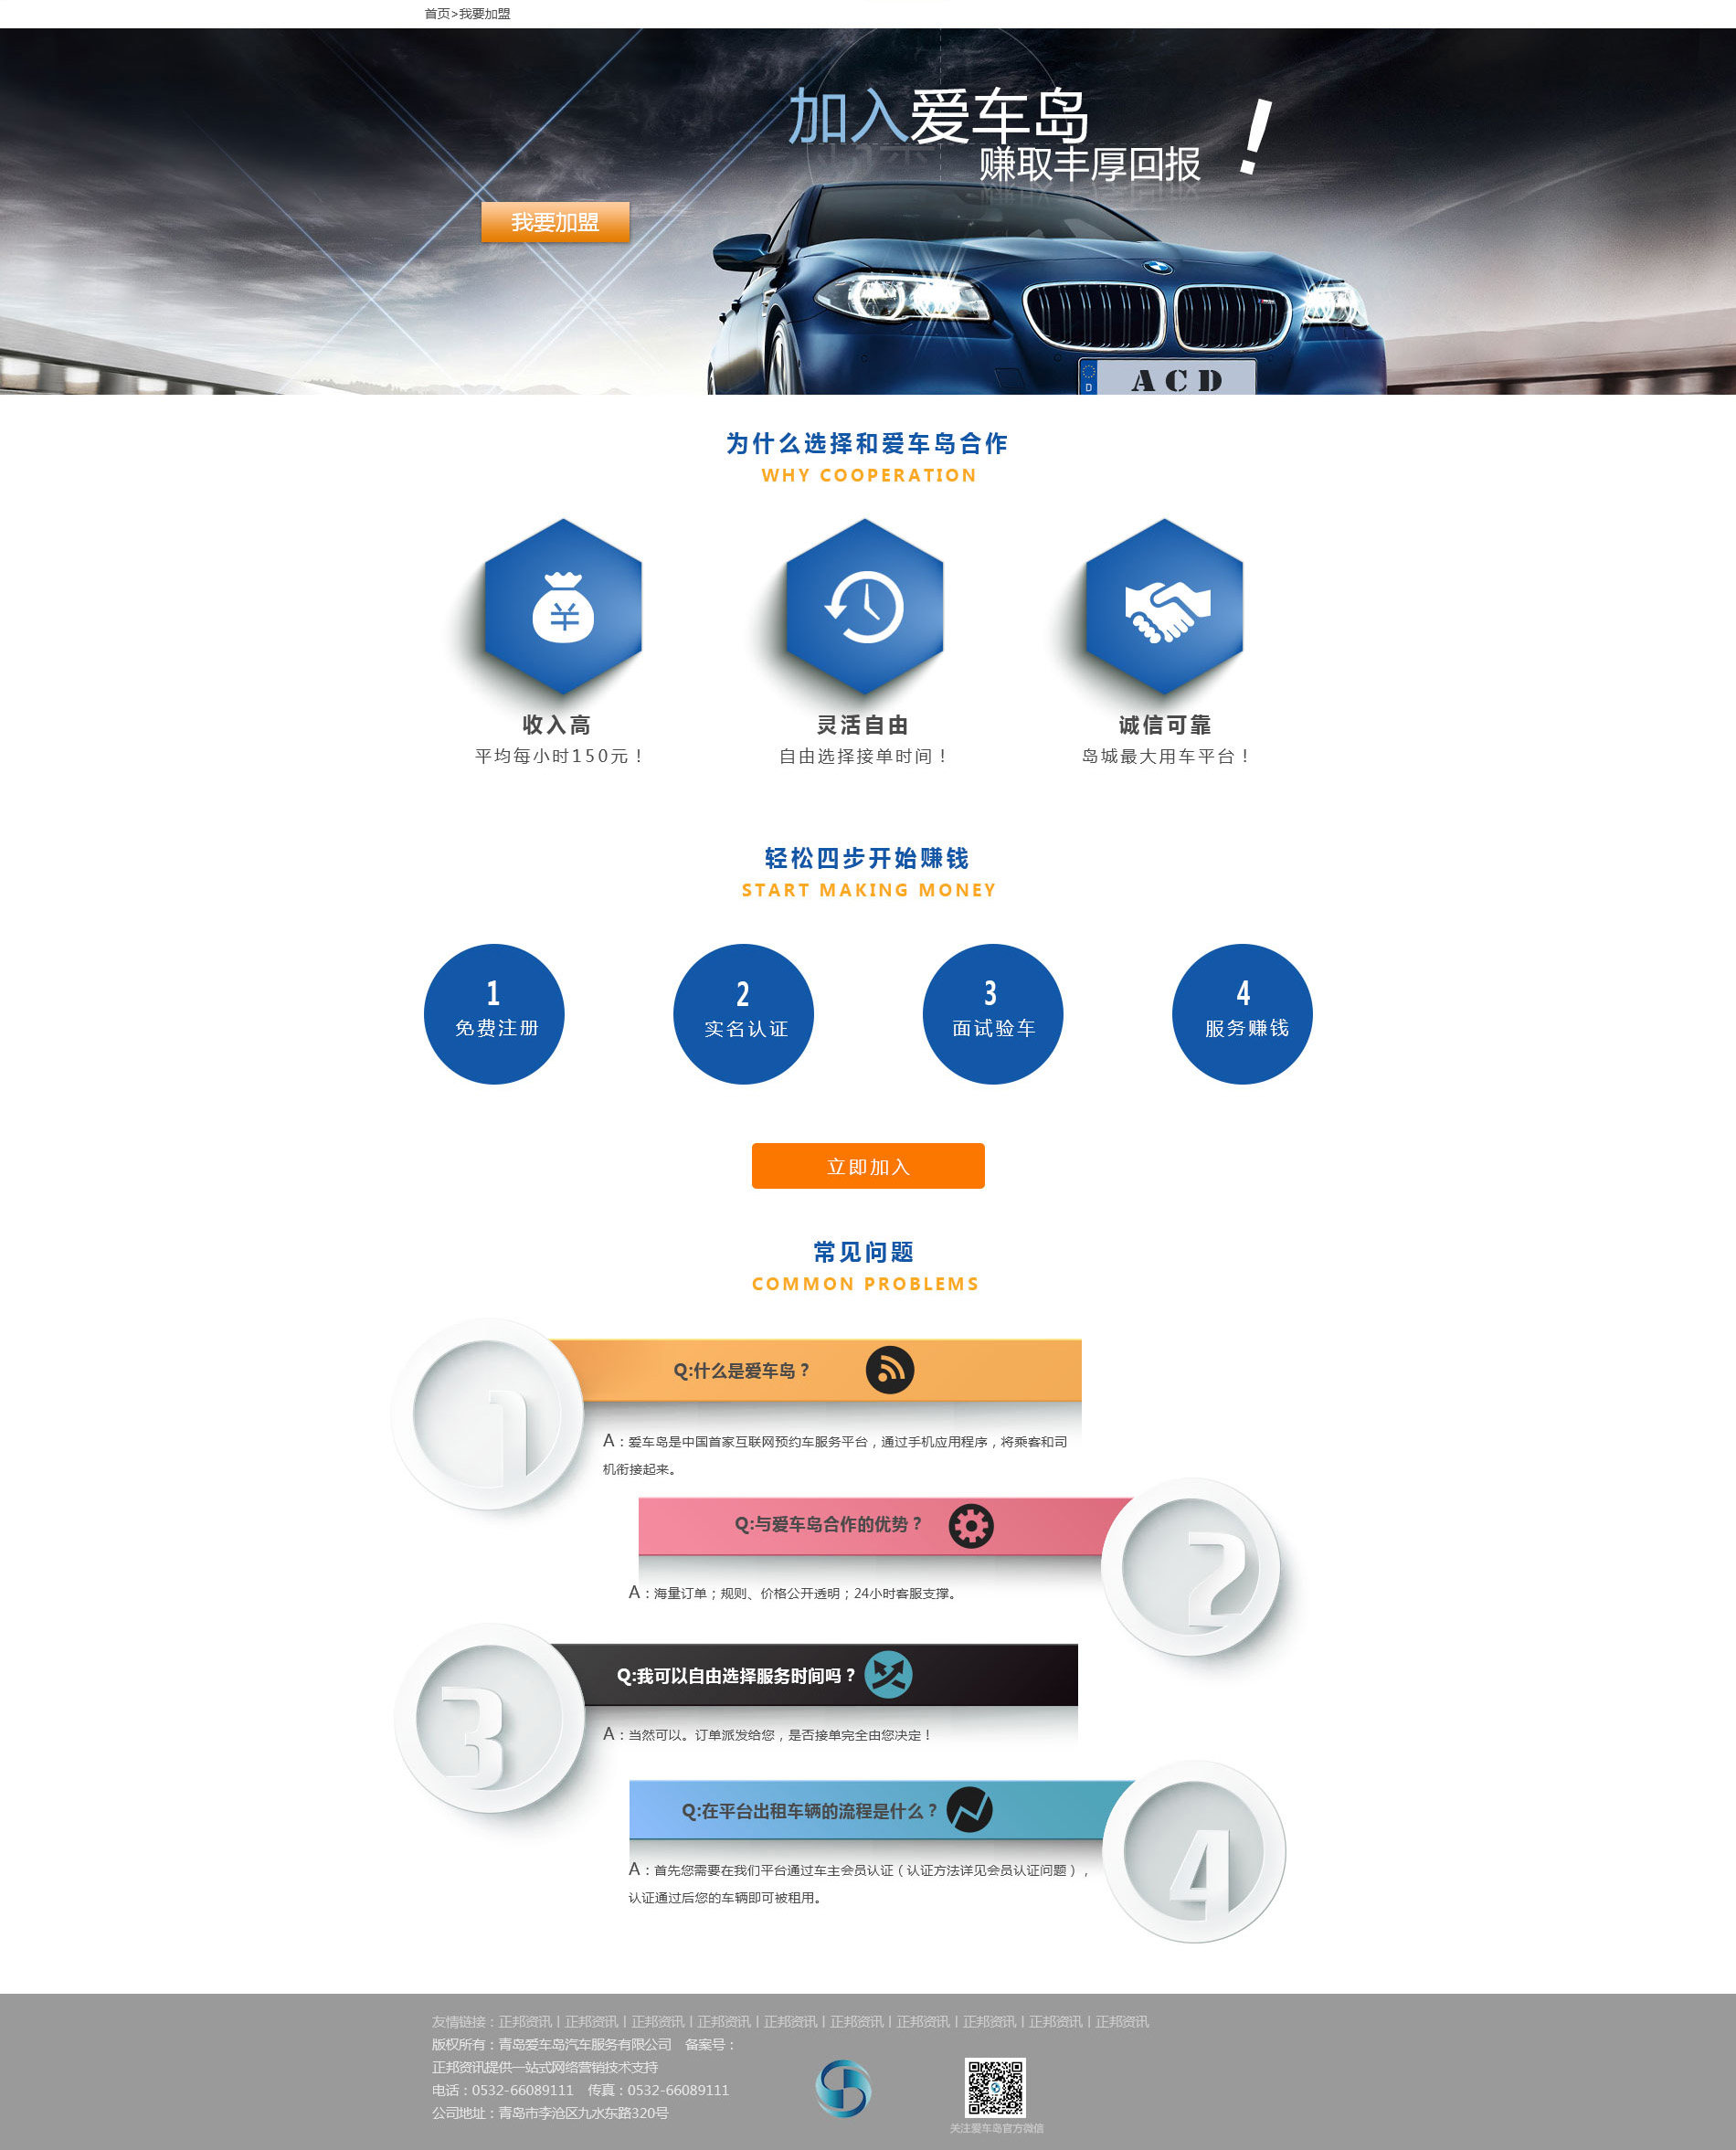 首页>我要加盟
加入爱车岛
赚取丰厚回报
!
我要加盟
D
A C D
为什么选择和爱车岛合作
WHY COOPERATION
收入高
平均每小时150元！
灵活自由
自由选择接单时间！
诚信可靠
岛城最大用车平台！
轻松四步开始赚钱
START MAKING MONEY
1
免费注册
2
实名认证
3
面试验车
4
服务赚钱
立即加入
常见问题
COMMON PROBLEMS
1
Q:什么是爱车岛？
A：爱车岛是中国首家互联网预约车服务平台，通过手机应用程序，将乘客和司
机衔接起来。
2
Q:与爱车岛合作的优势？
A：海量订单；规则、价格公开透明；24小时客服支撑。
3
Q:我可以自由选择服务时间吗？
A：当然可以。订单派发给您，是否接单完全由您决定！
4
Q:在平台出租车辆的流程是什么？
A：首先您需要在我们平台通过车主会员认证（认证方法详见会员认证问题），
认证通过后您的车辆即可被租用。
友情链接：正邦资讯丨正邦资讯丨正邦资讯丨正邦资讯丨正邦资讯丨正邦资讯丨正邦资讯丨正邦资讯丨正邦资讯丨正邦资讯
版权所有：青岛爱车岛汽车服务有限公司 备案号：
正邦资讯提供一站式网络营销技术支持
电话：0532-66089111 传真：0532-66089111
公司地址：青岛市李沧区九水东路320号
关注爱车岛官方微信